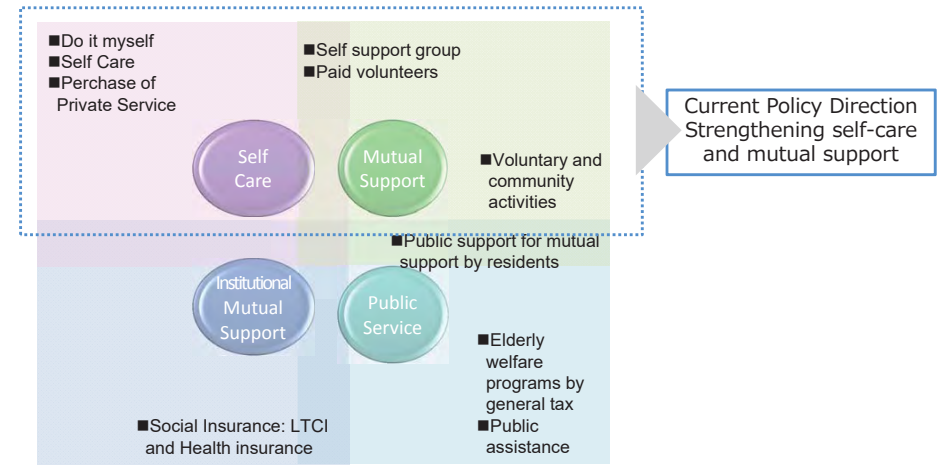 ■Do it myself
■Self Care
■Perchase of
Private Service
■Self support group
■Paid volunteers
Self
Care
Mutual
Support
■Voluntary and
community
activities
Current Policy Direction
Strengthening self-care
and mutual support
■Public support for mutual
support by residents
Institutional
Mutual
Support
Public
Service
■Elderly
welfare
programs by
general tax
■Public
assistance
■Social Insurance: LTCI
and Health insurance